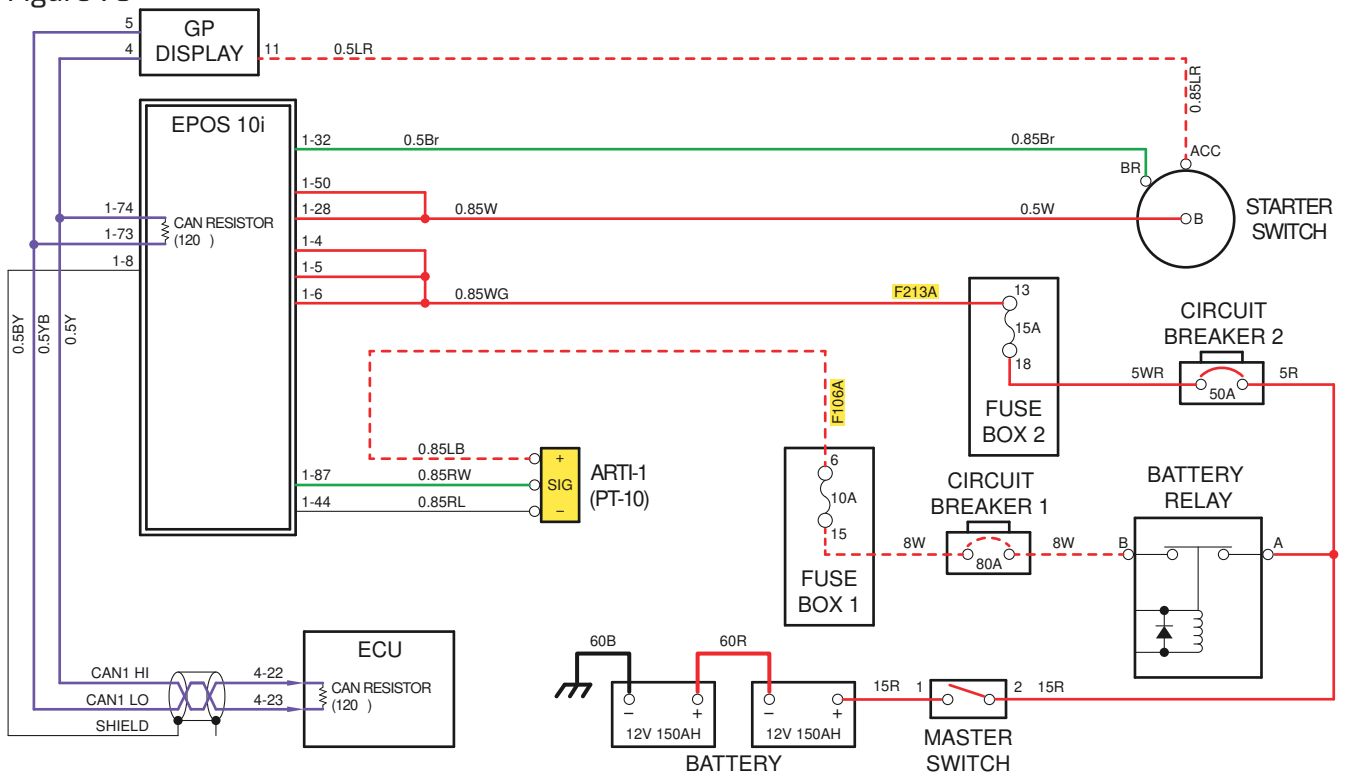 5
4
GP
DISPLAY
11
0.5LR
0.85LR
EPOS 10i
1-32
0.5Br
0.85Br
BR
ACC
1-50
1-28
0.85W
0.5W
B
STARTER
SWITCH
1-74
1-73
1-8
CAN RESISTOR
(120 )
1-4
1-5
1-6
0.85WG
F213A
13
15A
18
FUSE
BOX 2
CIRCUIT
BREAKER 2
5WR
50A
5R
0.5BY
0.5YB
0.5Y
F106A
0.85LB
+
1-87
0.85RW
SIG
1-44
0.85RL
–
ARTI-1
(PT-10)
6
10A
15
FUSE
BOX 1
CIRCUIT
BREAKER 1
8W
80A
8W
BATTERY
RELAY
B
A
ECU
CAN1 HI
4-22
CAN1 LO
4-23
SHIELD
CAN RESISTOR
(120 )
60B
60R
–
+
12V 150AH
–
+
12V 150AH
BATTERY
15R
1
2
15R
MASTER
SWITCH